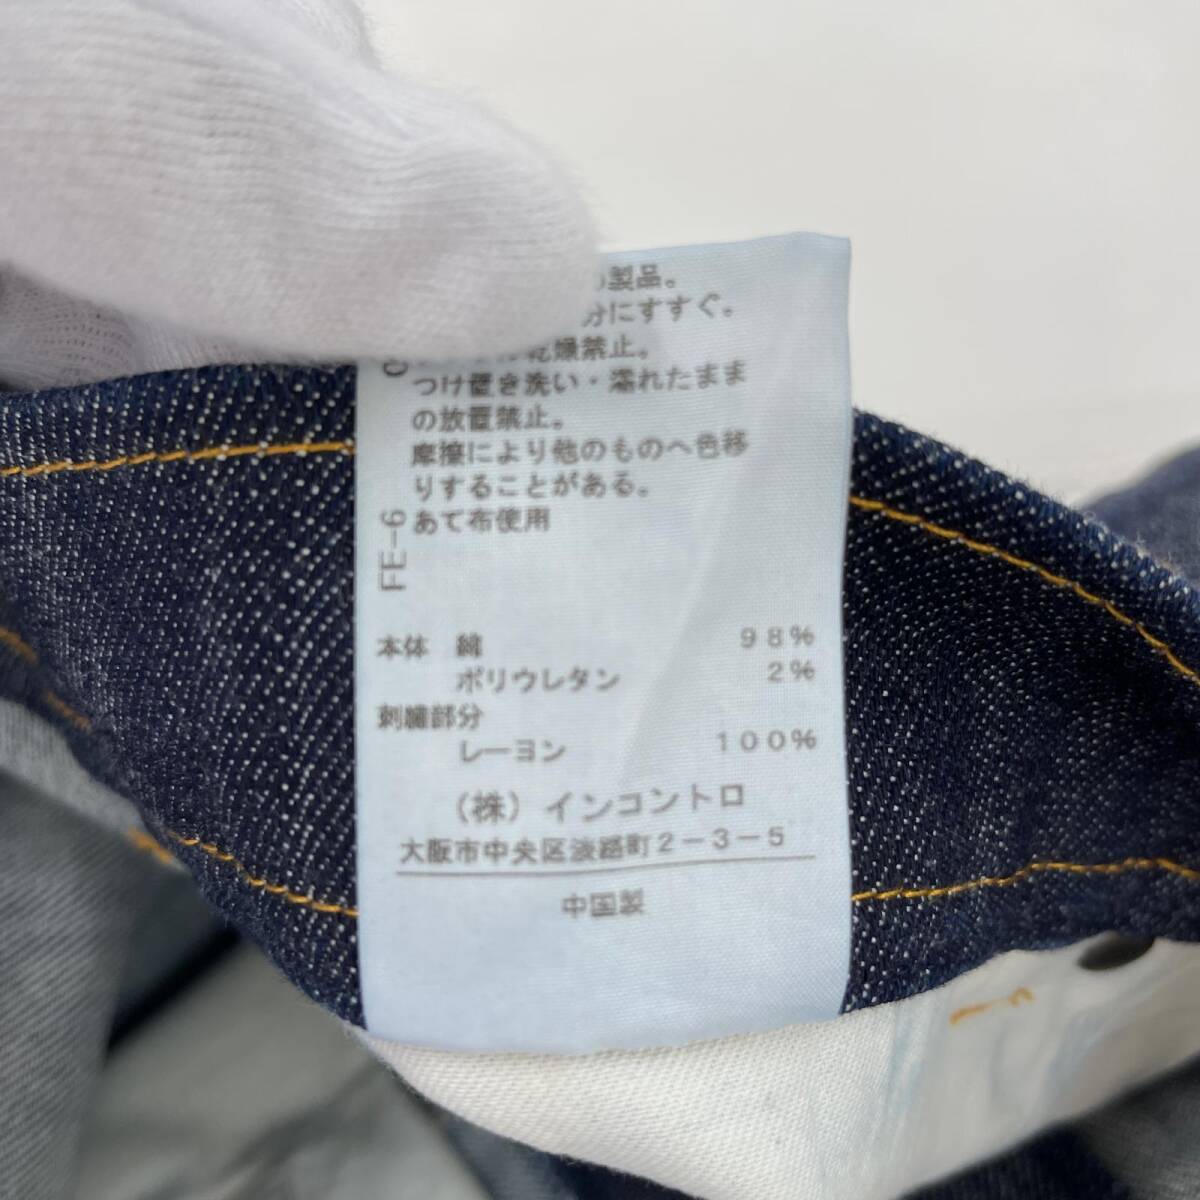 製品。
分にすすぐ。
乾燥禁止。
つけ置き洗い・濡れたまま
の放置禁止。
摩擦により他のものへ色移
りすることがある。
あて布使用
FE-6
本体 綿 98%
ポリウレタン 2%
刺繍部分
レーヨン 100%
(株)インコントロ
大阪市中央区淡路町2-3-5
中国製